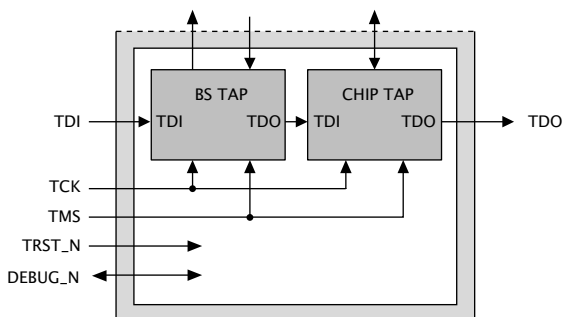 BS TAP CHIP TAP
TDI TDI TDO TDI TDO TDO
TCK
TMS
TRST_N
DEBUG_N